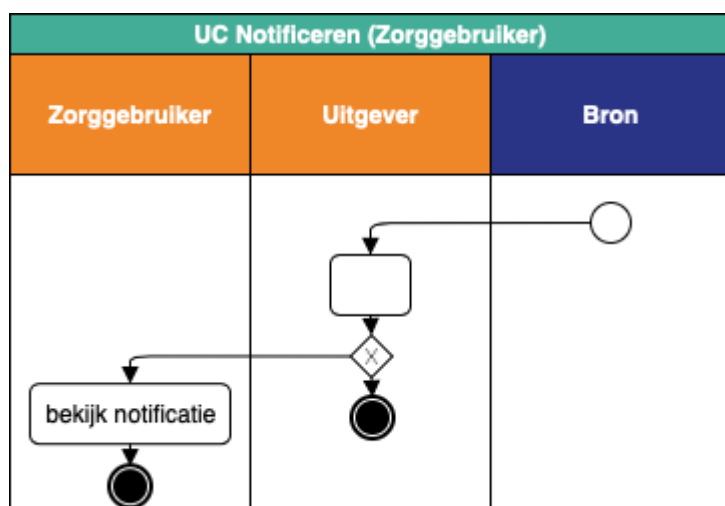 UC Notificeren (Zorggebruiker)
Zorggebruiker
Uitgever
Bron
X
bekijk notificatie